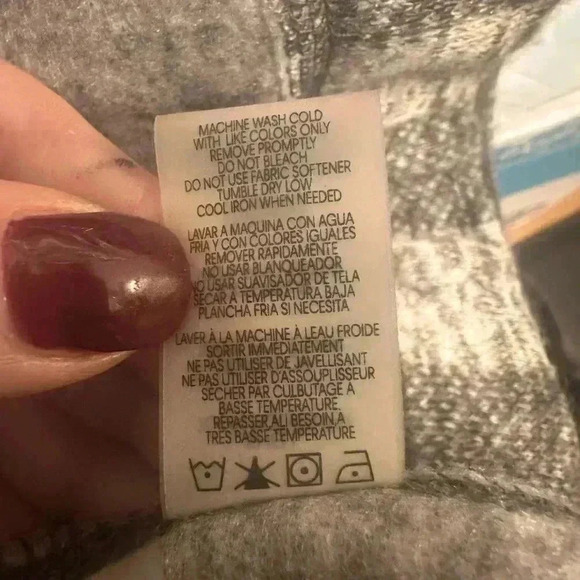 MACHINE WASH COLD
WITH LIKE COLORS ONLY
REMOVE PROMPTLY
DO NOT BLEACH
DO NOT USE FABRIC SOFTENER
TUMBLE DRY LOW
COOL IRON WHEN NEEDED
LAVAR A MAQUINA CON AGUA
FRIA Y CON COLORES IGUALES
REMOVER RAPIDAMENTE
NO USAR BLANQUEADOR
NO USAR SUAVISADOR DE TELA
SECAR A TEMPERATURA BAJA
PLANCHA FRIA SI NECESITA
LAVER À LA MACHINE À LEAU FROIDE
SORTIR IMMÉDIATEMENT
NE PAS UTILISER DE JAVELLISANT
NE PAS UTILISER D'ASSOUPLISSEUR
SECHER PAR CULBUTAGE A
BASSE TEMPÉRATURE.
REPASSER,AU BESOIN,A
TRES BASSE TEMPÉRATURE